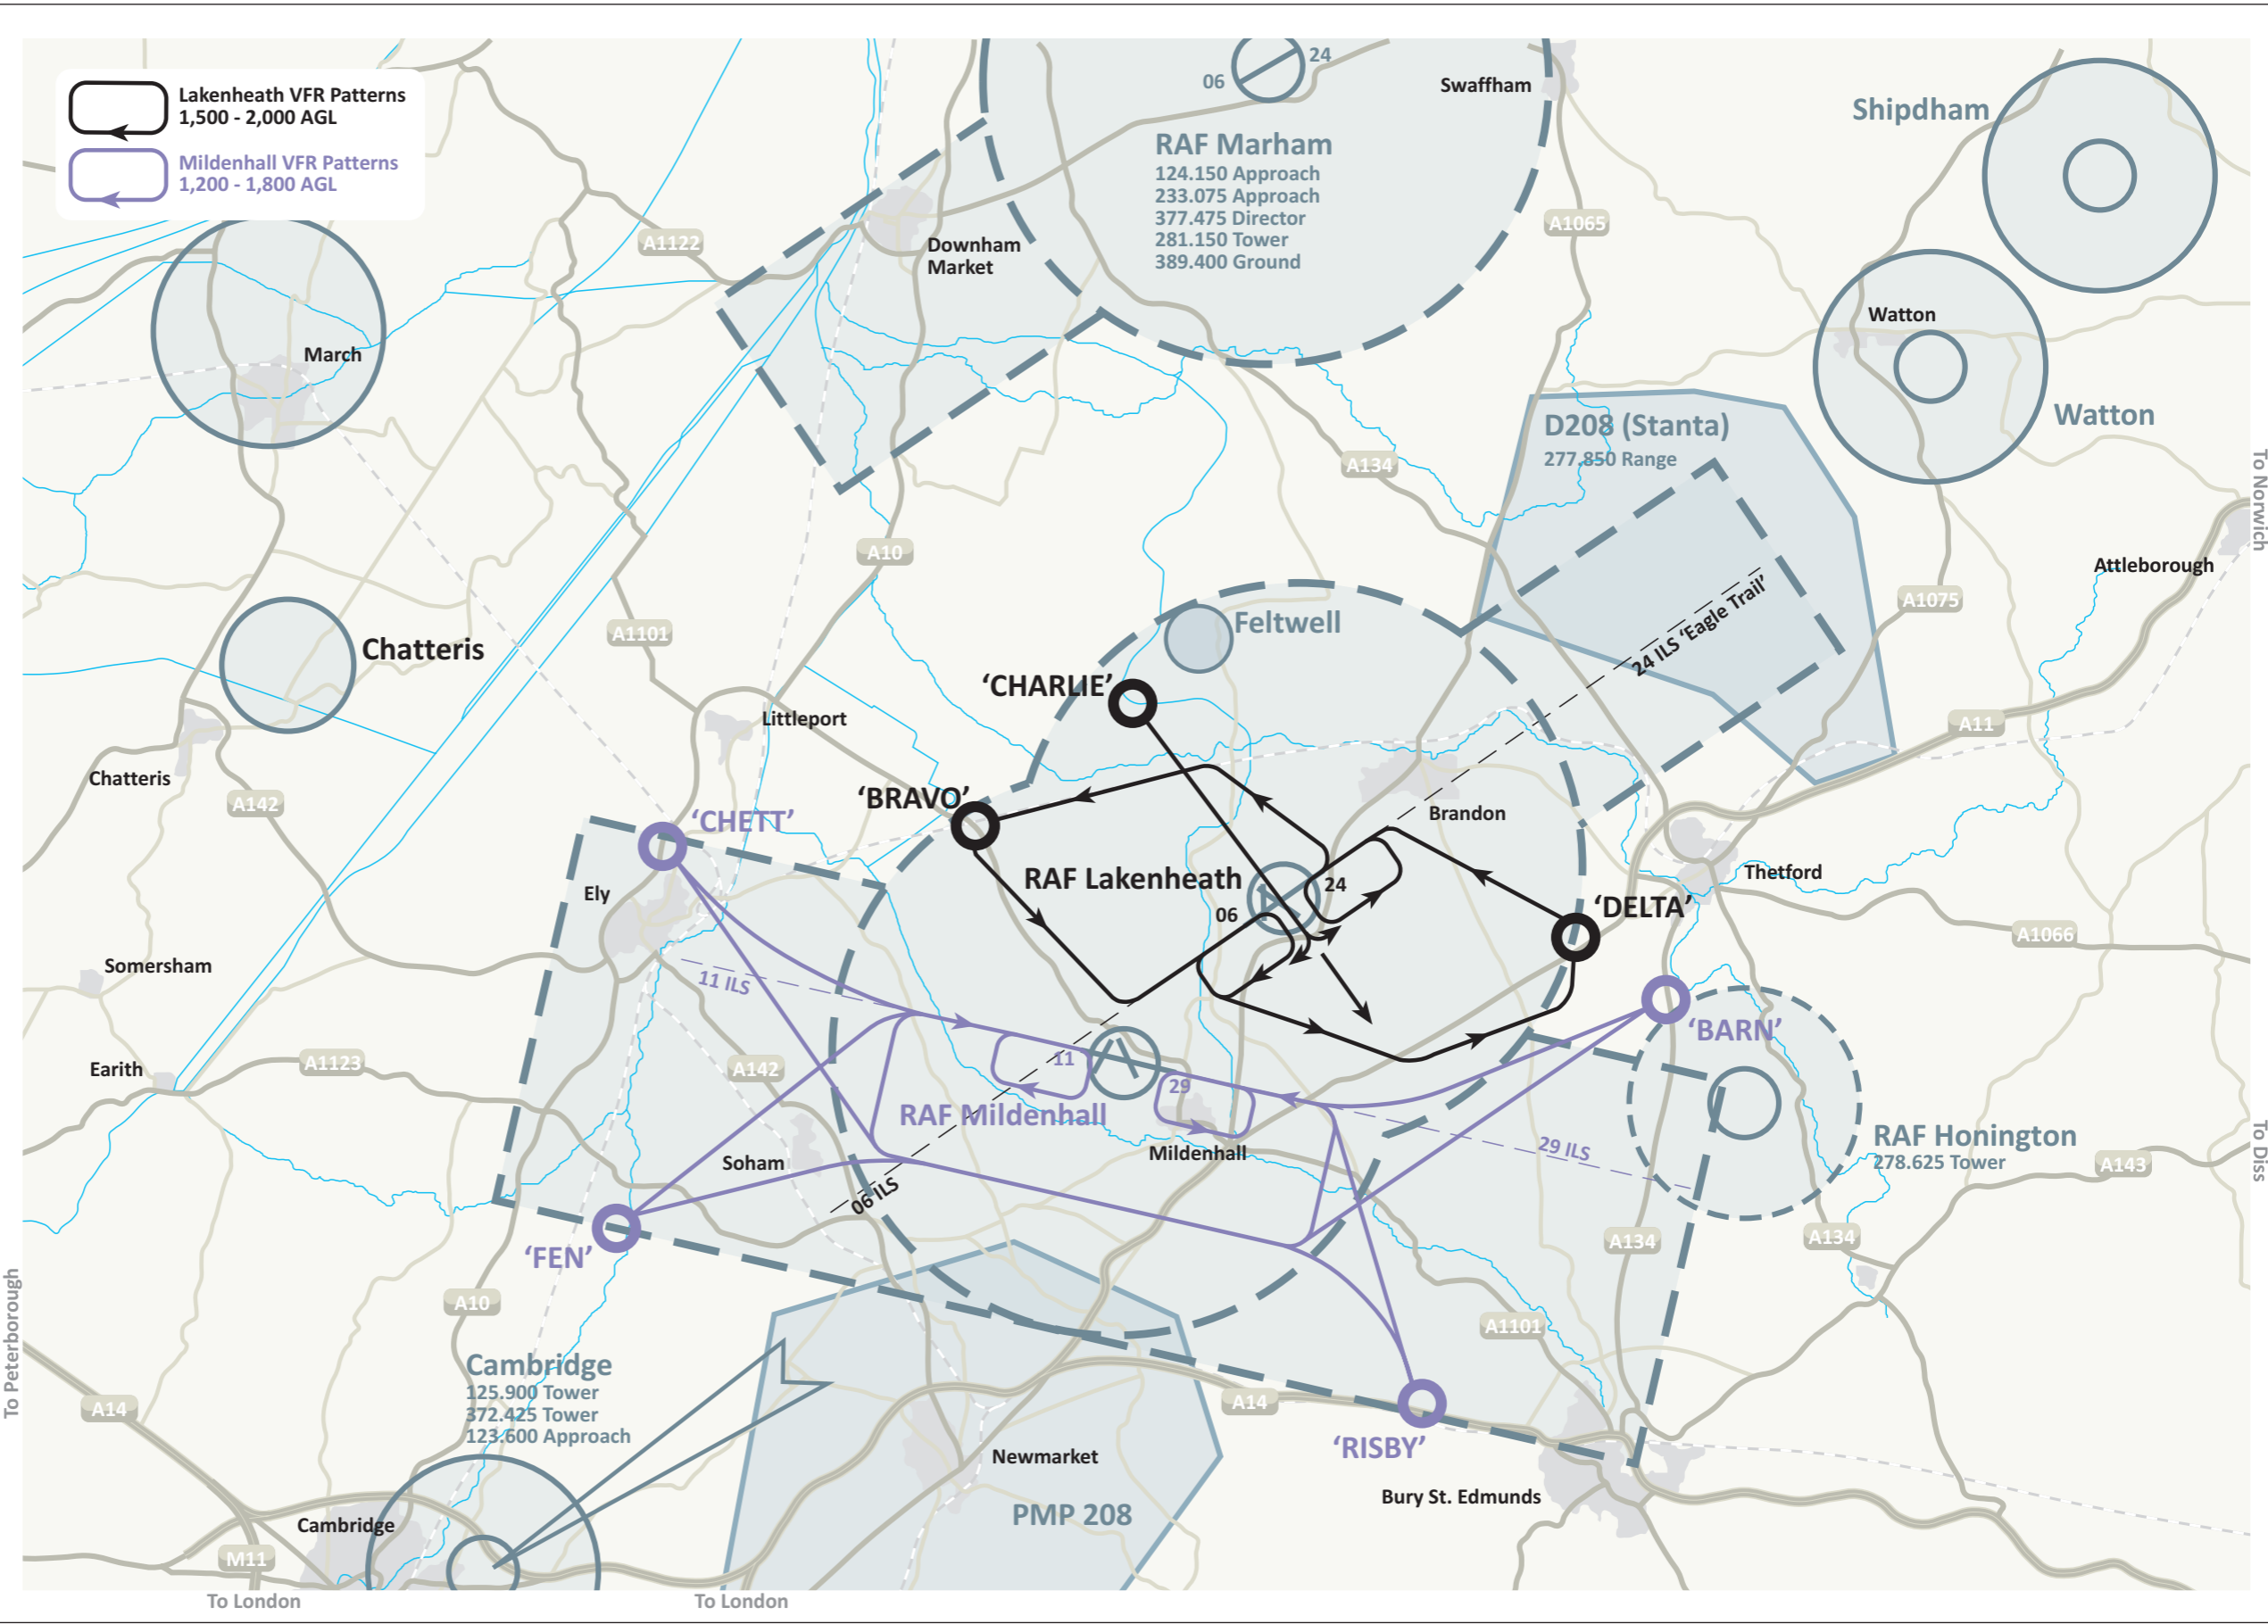 Lakenheath VFR Patterns
1,500 - 2,000 AGL
Mildenhall VFR Patterns
1,200 - 1,800 AGL
24
06
Swaffham
Shipdham
RAF Marham
124.150 Approach
233.075 Approach
377.475 Director
281.150 Tower
389.400 Ground
A1122
Downham
Market
A1065
Watton
March
Watton
D208 (Stanta)
277.850 Range
A134
To Norwich
A10
Attleborough
A1075
24 ILS ‘Eagle Trail’
Feltwell
A1101
Chatteris
‘CHARLIE’
Littleport
A11
Chatteris
A142
‘BRAVO’
Brandon
‘CHETT’
RAF Lakenheath
24
06
Thetford
Ely
‘DELTA’
A1066
Somersham
11 ILS
‘BARN’
Earith
A1123
A142
11
29
RAF Mildenhall
Mildenhall
29 ILS
RAF Honington
278.625 Tower
A143
To Diss
Soham
06 ILS
‘FEN’
A134
A134
A10
To Peterborough
A1101
Cambridge
125.900 Tower
372.425 Tower
123.600 Approach
A14
A14
‘RISBY’
Newmarket
Bury St. Edmunds
PMP 208
Cambridge
M11
To London
To London